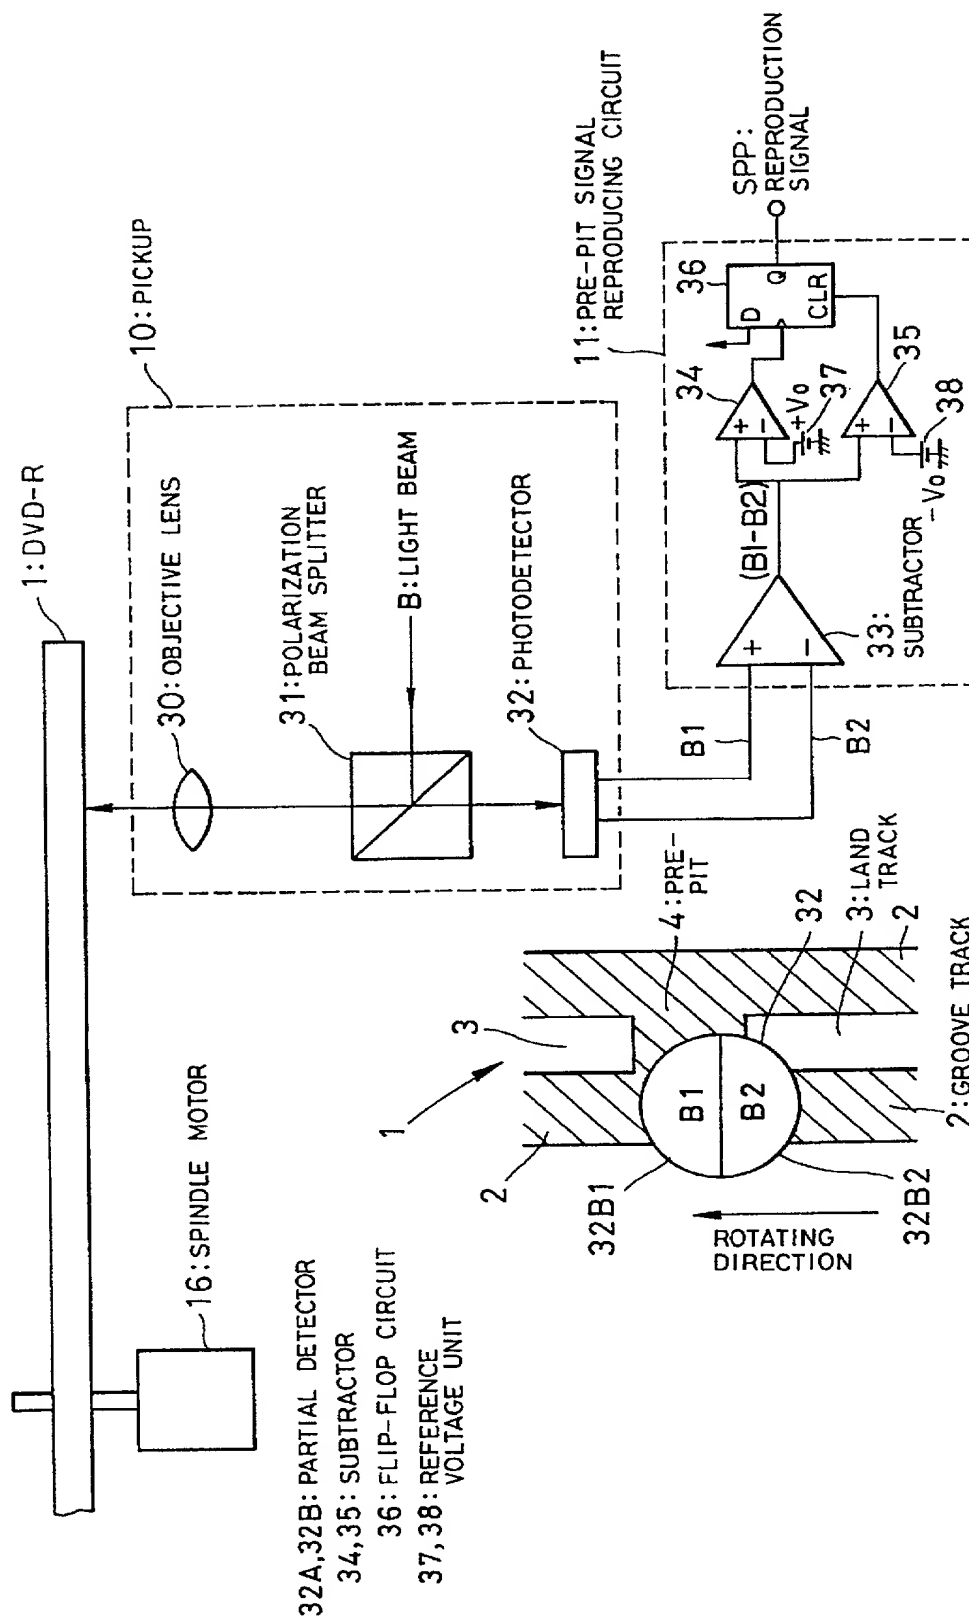 1:DVD-R
16:SPINDLE MOTOR
30:OBJECTIVE LENS
10:PICKUP
31:POLARIZATION
BEAM SPLITTER
B:LIGHT BEAM
32:PHOTODETECTOR
32A,32B:PARTIAL DETECTOR
34,35:SUBTRACTOR
36:FLIP-FLOP CIRCUIT
37,38:REFERENCE
VOLTAGE UNIT
1
2
3
4:PRE-
PIT
32B1
B1
B2
32
3:LAND
TRACK
2
32B2
2:GROOVE TRACK
ROTATING
DIRECTION
B1
B2
11:PRE-PIT SIGNAL
REPRODUCING CIRCUIT
+
−
33:
SUBTRACTOR
(B1-B2)
34
+
−
+Vo
37
+
−
35
-Vo
38
36
D
Q
CLR
SPP:
REPRODUCTION
SIGNAL